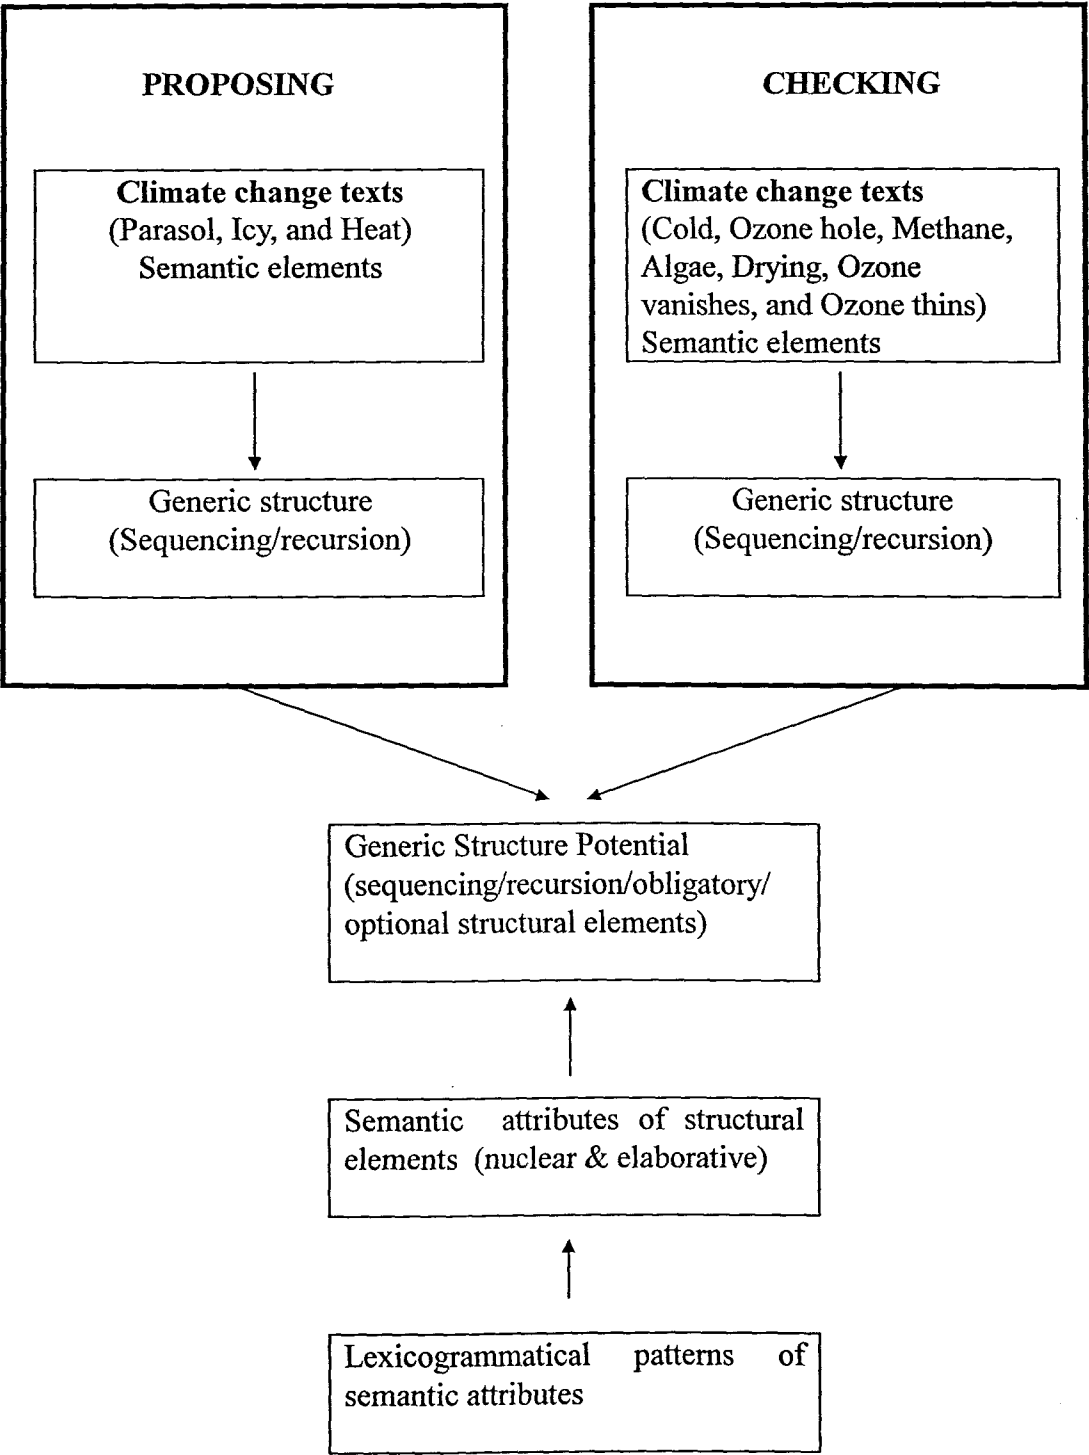 PROPOSING
Climate change texts
(Parasol, Icy, and Heat)
Semantic elements
Generic structure
(Sequencing/recursion)
CHECKING
Climate change texts
(Cold, Ozone hole, Methane,
Algae, Drying, Ozone
vanishes, and Ozone thins)
Semantic elements
Generic structure
(Sequencing/recursion)
Generic Structure Potential
(sequencing/recursion/obligatory/
optional structural elements)
Semantic attributes of structural
elements (nuclear & elaborative)
Lexicogrammatical patterns of
semantic attributes